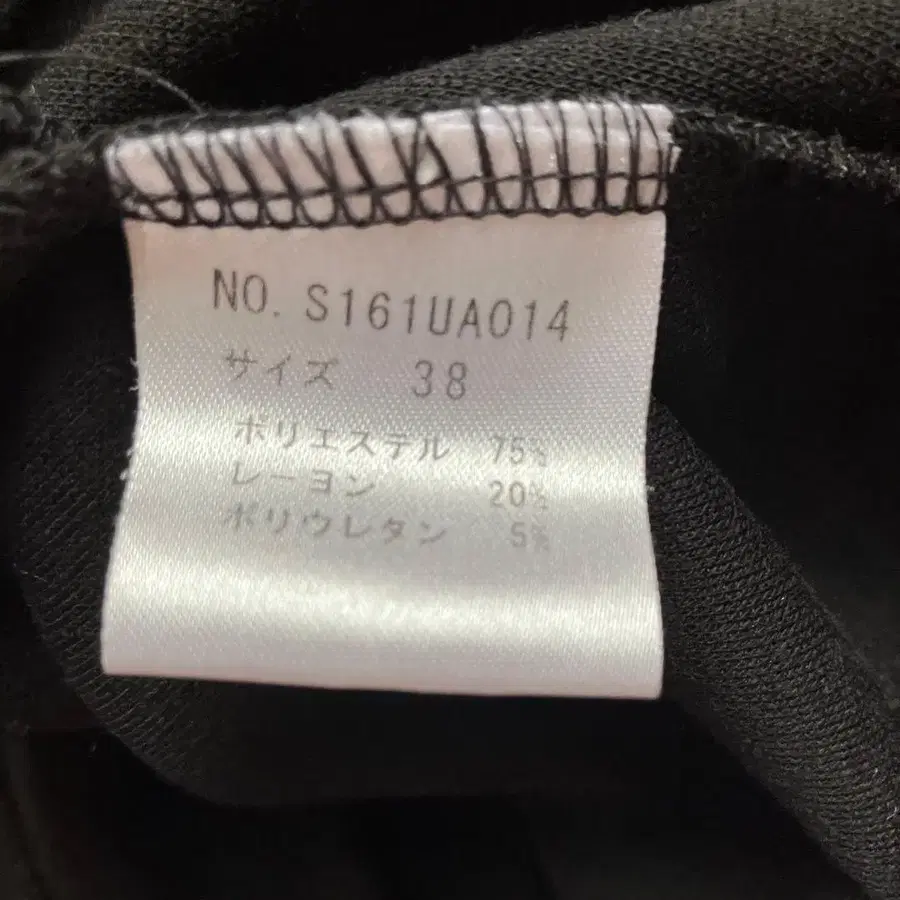 NO. S161UA014
サイズ 38
ポリエステル 75%
レーヨン 20%
ポリウレタン 5%